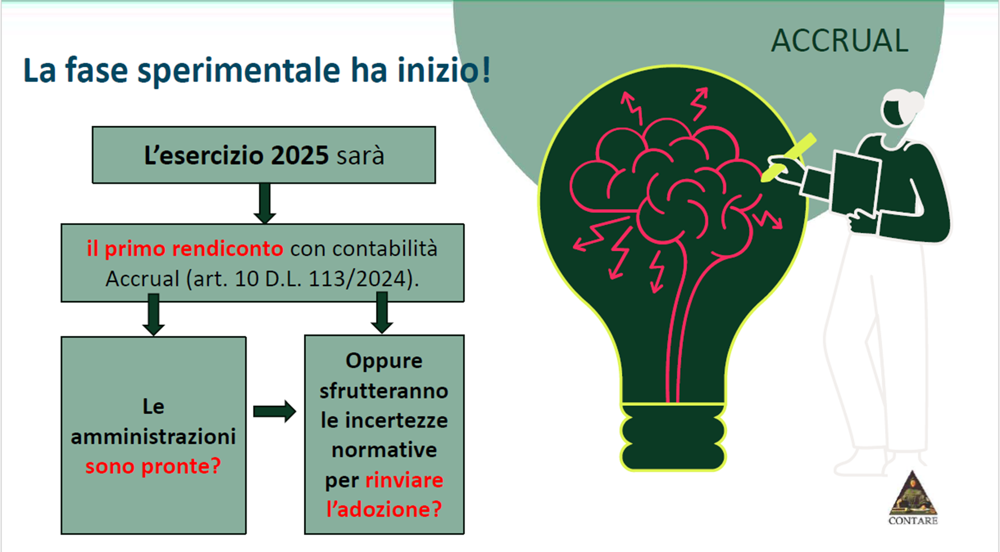 ACCRUAL
La fase sperimentale ha inizio!
L’esercizio 2025 sarà
il primo rendiconto con contabilità
Accrual (art. 10 D.L. 113/2024).
Le
amministrazioni
sono pronte?
Oppure
sfrutteranno
le incertezze
normative
per rinviare
l’adozione?
CONTARE